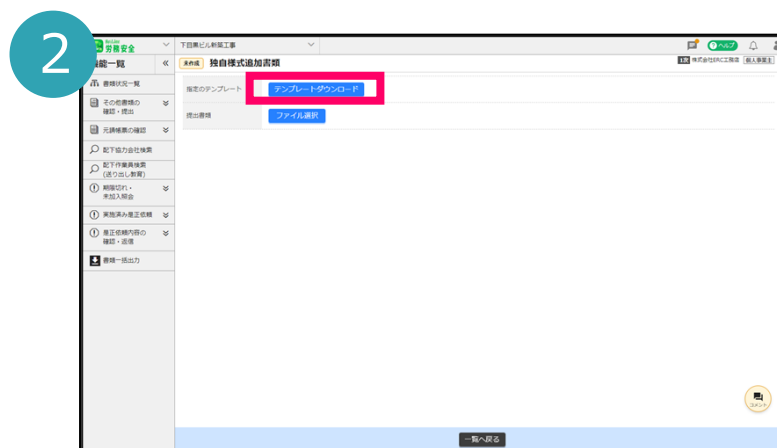 2
Re:Lion
労務安全
下目黒ビル新築工事
ヘルプ
機能一覧
未作成 独自様式追加書類
1次 株式会社ERC工務店 個人事業主
書類状況一覧
指定のテンプレート テンプレートダウンロード
その他書類の
確認・提出
提出書類 ファイル選択
元請帳票の確認
配下協力会社検索
配下作業員検索
(送り出し教育)
期限切れ・
未加入照会
実施済み是正依頼
是正依頼内容の
確認・返信
書類一括出力
コメント
一覧へ戻る